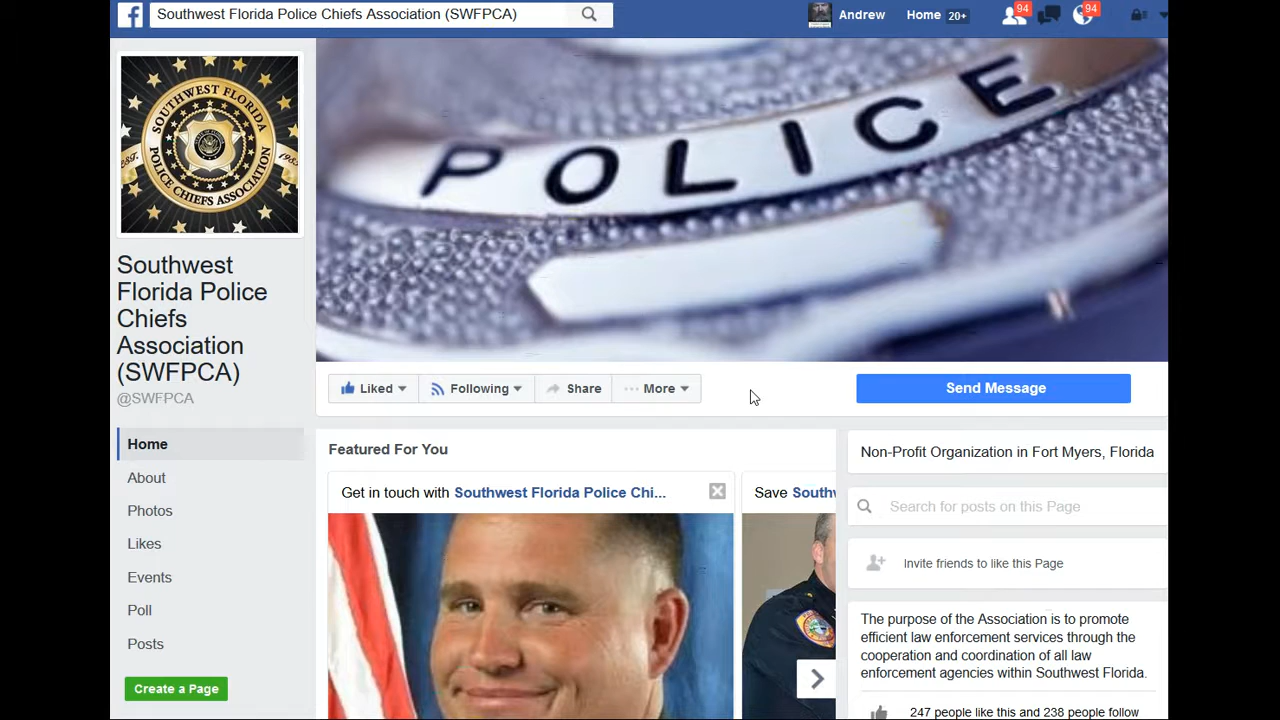 Southwest Florida Police Chiefs Association (SWFPCA)
Andrew
Home 20+
94
94
SOUTHWEST FLORIDA
POLICE CHIEFS ASSOCIATION
EST.
POLICE
Southwest
Florida Police
Chiefs
Association
(SWFPCA)
@SWFPCA
Liked
Following
Share
More
Send Message
Home
About
Photos
Likes
Events
Poll
Posts
Create a Page
Featured For You
Get in touch with Southwest Florida Police Chi...
Save South
Non-Profit Organization in Fort Myers, Florida
Search for posts on this Page
Invite friends to like this Page
The purpose of the Association is to promote
efficient law enforcement services through the
cooperation and coordination of all law
enforcement agencies within Southwest Florida.
247 people like this and 238 people follow